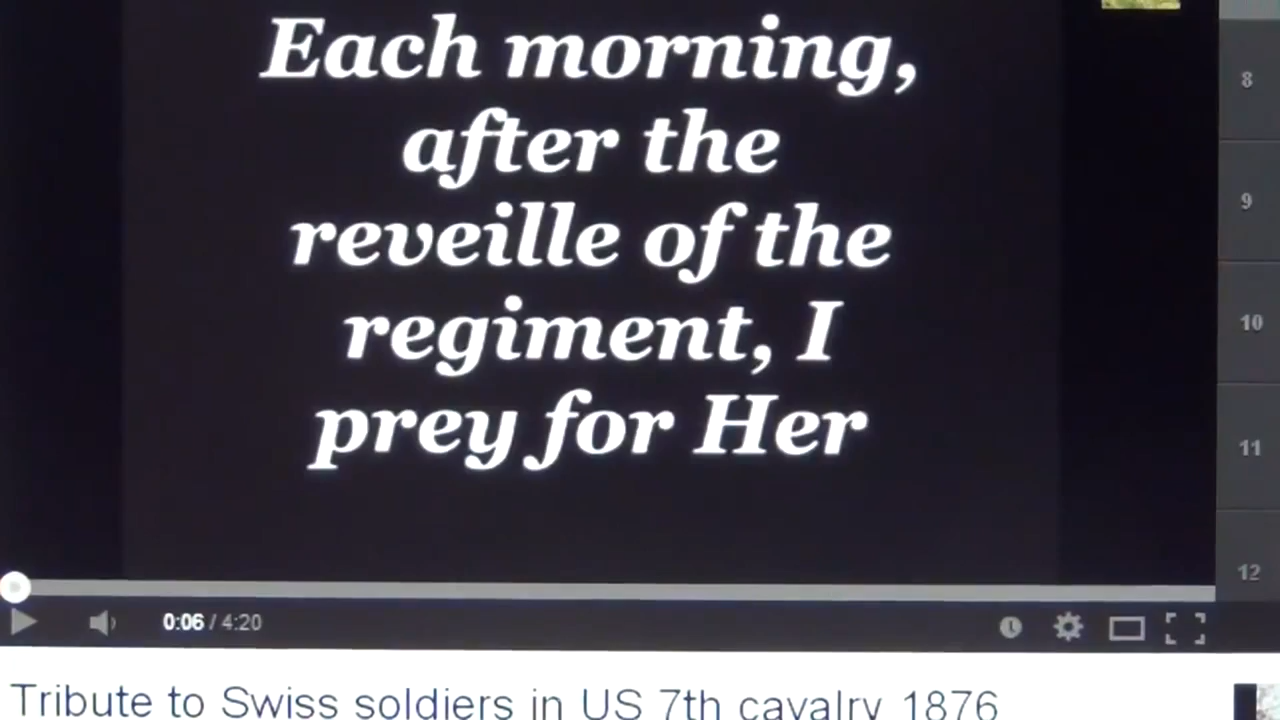 Each morning,
after the
reveille of the
regiment, I
prey for Her
8
9
10
11
12
0:06 / 4:20
Tribute to Swiss soldiers in US 7th cavalry 1876